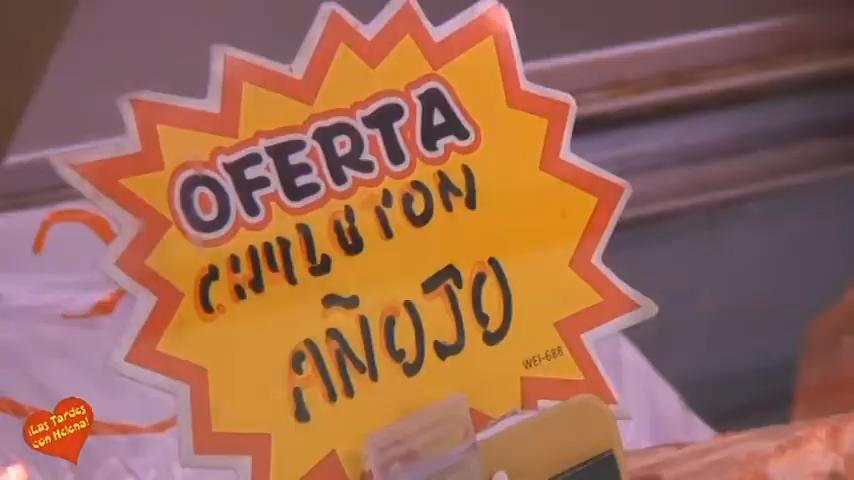 OFERTA
CHULETON
AÑOJO
WEI-688
¡Las Tardes
con Helena!